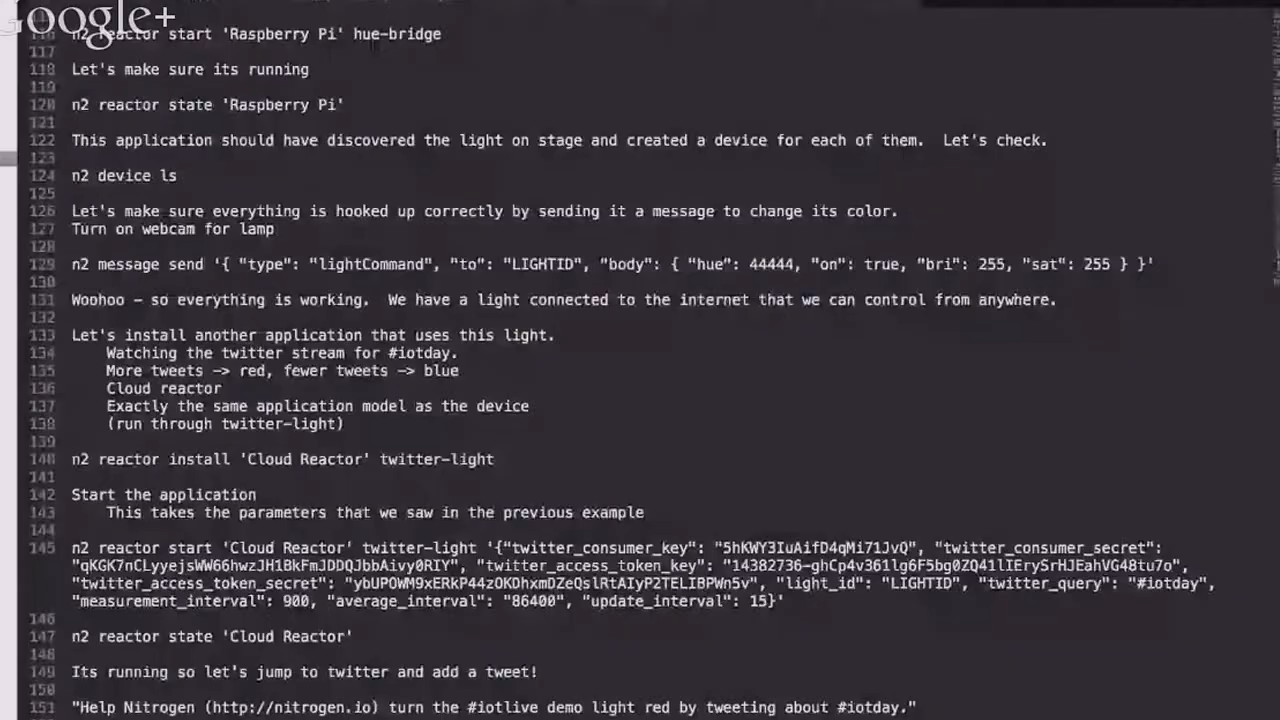 Google+
116 n2 reactor start 'Raspberry Pi' hue-bridge
117
118 Let's make sure its running
119
120 n2 reactor state 'Raspberry Pi'
121
122 This application should have discovered the light on stage and created a device for each of them.  Let's check.
123
124 n2 device ls
125
126 Let's make sure everything is hooked up correctly by sending it a message to change its color.
127 Turn on webcam for lamp
128
129 n2 message send '{ "type": "lightCommand", "to": "LIGHTID", "body": { "hue": 44444, "on": true, "bri": 255, "sat": 255 } }'
130
131 Woohoo – so everything is working.  We have a light connected to the internet that we can control from anywhere.
132
133 Let's install another application that uses this light.
134     Watching the twitter stream for #iotday.
135     More tweets –> red, fewer tweets –> blue
136     Cloud reactor
137     Exactly the same application model as the device
138     (run through twitter-light)
139
140 n2 reactor install 'Cloud Reactor' twitter-light
141
142 Start the application
143     This takes the parameters that we saw in the previous example
144
145 n2 reactor start 'Cloud Reactor' twitter-light '{"twitter_consumer_key": "5hKWY3IuAifD4qMi71JvQ", "twitter_consumer_secret":
"qKGK7nCLyyejsWW66hwzJH1BkFmJDDQJbbAivy0RIY", "twitter_access_token_key": "14382736-ghCp4v361lg6F5bg0ZQ41lIErySrHJEahVG48tu7o",
"twitter_access_token_secret": "ybUPOWM9xERkP44zOKDhxmDZeQslRtAIyP2TELIBPWn5v", "light_id": "LIGHTID", "twitter_query": "#iotday",
"measurement_interval": 900, "average_interval": "86400", "update_interval": 15}'
146
147 n2 reactor state 'Cloud Reactor'
148
149 Its running so let's jump to twitter and add a tweet!
150
151 "Help Nitrogen (http://nitrogen.io) turn the #iotlive demo light red by tweeting about #iotday."